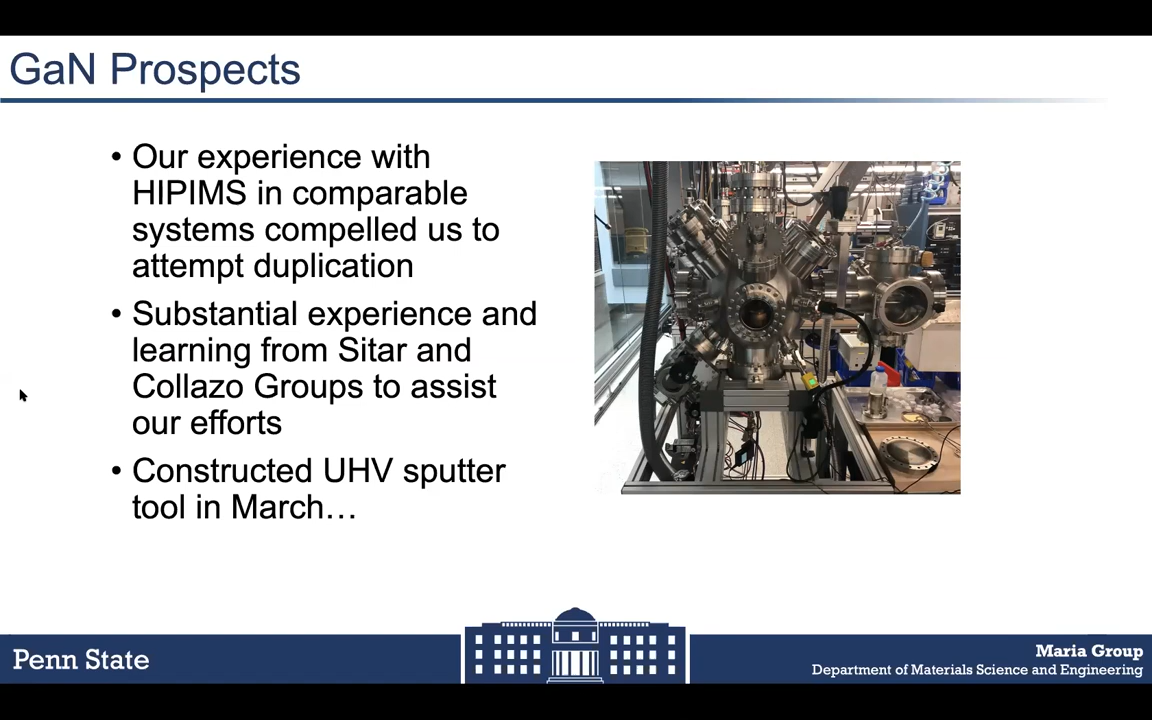 GaN Prospects
• Our experience with
HIPIMS in comparable
systems compelled us to
attempt duplication
• Substantial experience and
learning from Sitar and
Collazo Groups to assist
our efforts
• Constructed UHV sputter
tool in March…
Penn State
Maria Group
Department of Materials Science and Engineering